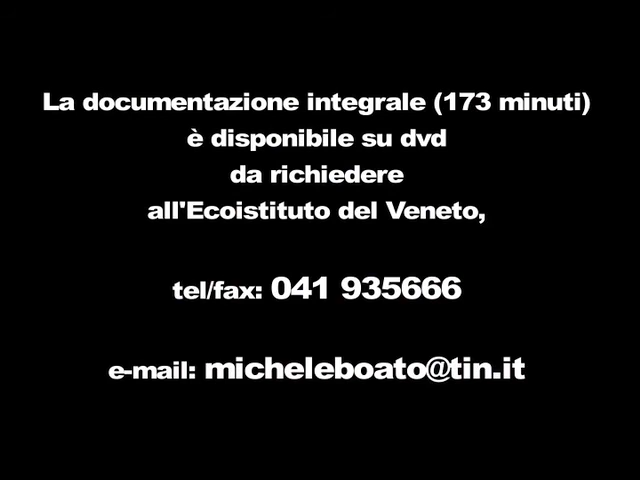 La documentazione integrale (173 minuti)
è disponibile su dvd
da richiedere
all'Ecoistituto del Veneto,
tel/fax: 041 935666
e-mail: micheleboato@tin.it